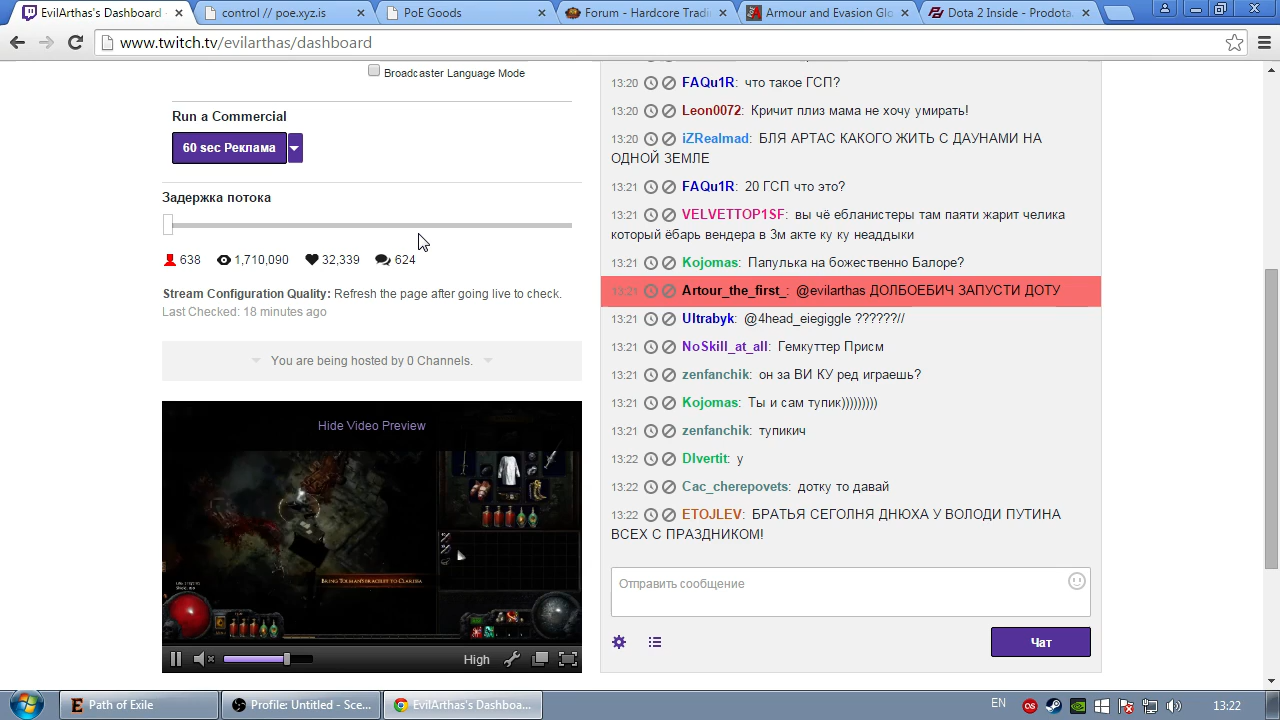 EvilArthas's Dashboard -
control // poe.xyz.is
PoE Goods
Forum - Hardcore Tradin
Armour and Evasion Glo
Dota 2 Inside - Prodota.
www.twitch.tv/evilarthas/dashboard
Broadcaster Language Mode
Run a Commercial
60 sec Реклама
Задержка потока
638 1,710,090 32,339 624
Stream Configuration Quality: Refresh the page after going live to check.
Last Checked: 18 minutes ago
You are being hosted by 0 Channels.
Hide Video Preview
BRING TOLMAN'S BRACELET TO CLARISSA
High
13:20 FAQu1R: что такое ГСП?
13:20 Leon0072: Кричит плиз мама не хочу умирать!
13:20 iZRealmad: БЛЯ АРТАС КАКОГО ЖИТЬ С ДАУНАМИ НА
ОДНОЙ ЗЕМЛЕ
13:21 FAQu1R: 20 ГСП что это?
13:21 VELVETTOP1SF: вы чё ебланистеры там паяти жарит челика
который ёбарь вендера в 3м акте ку ку неаддыки
13:21 Kojomas: Папулька на божественно Балоре?
13:21 Artour_the_first_: @evilarthas ДОЛБОЕБИЧ ЗАПУСТИ ДОТУ
13:21 Ultrabyk: @4head_eiegiggle ??????//
13:21 NoSkill_at_all: Гемкуттер Присм
13:21 zenfanchik: он за ВИ КУ ред играешь?
13:21 Kojomas: Ты и сам тупик)))))))))
13:21 zenfanchik: тупикич
13:22 DIvertit: у
13:22 Cac_cherepovets: дотку то давай
13:22 ETOJLEV: БРАТЬЯ СЕГОЛНЯ ДНЮХА У ВОЛОДИ ПУТИНА
ВСЕХ С ПРАЗДНИКОМ!
Отправить сообщение
Чат
Path of Exile
Profile: Untitled - Sce...
EvilArthas's Dashboa...
EN
13:22